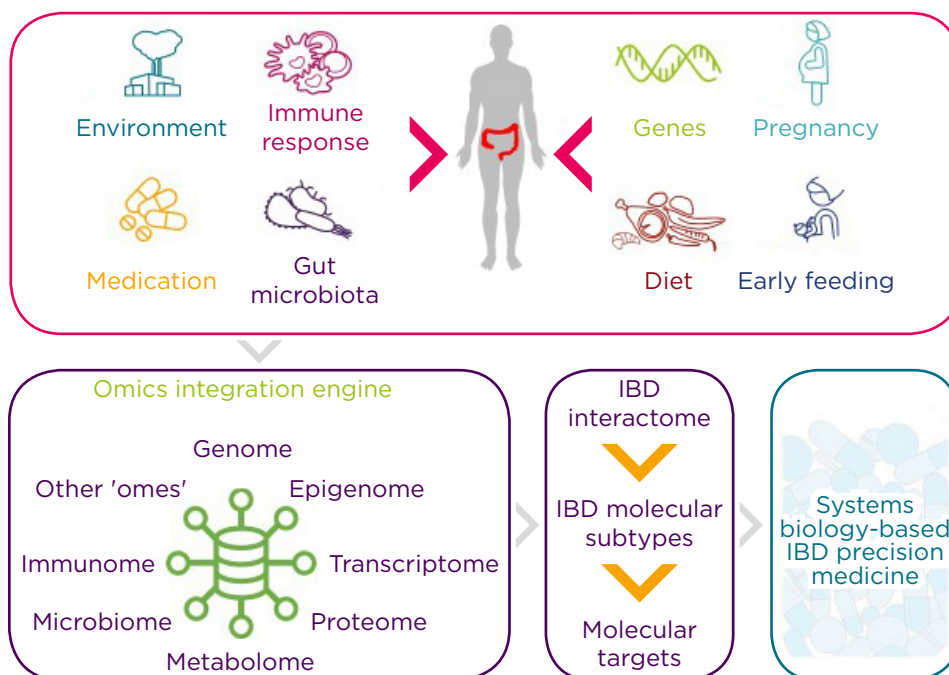 Environment
Immune
response
Genes
Pregnancy
Medication
Gut
microbiota
Diet
Early feeding
Omics integration engine
Genome
Other 'omes'
Epigenome
Immunome
Transcriptome
Microbiome
Proteome
Metabolome
IBD
interactome
IBD molecular
subtypes
Molecular
targets
Systems
biology-based
IBD precision
medicine